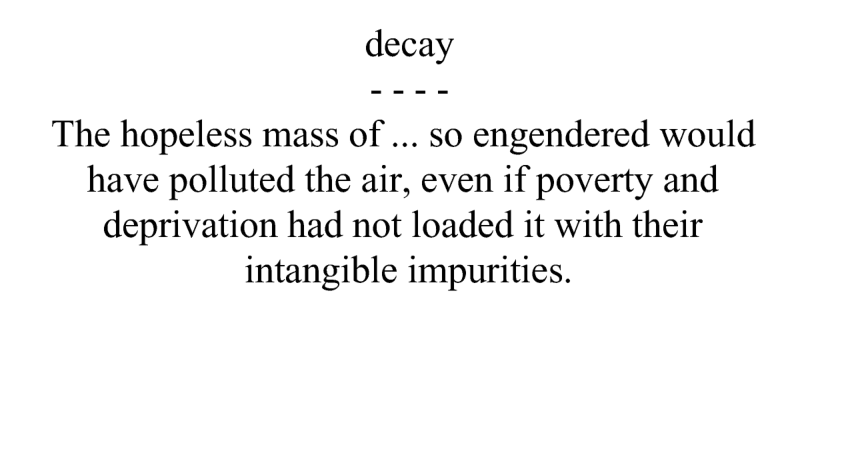 decay
- - - -
The hopeless mass of ... so engendered would
have polluted the air, even if poverty and
deprivation had not loaded it with their
intangible impurities.